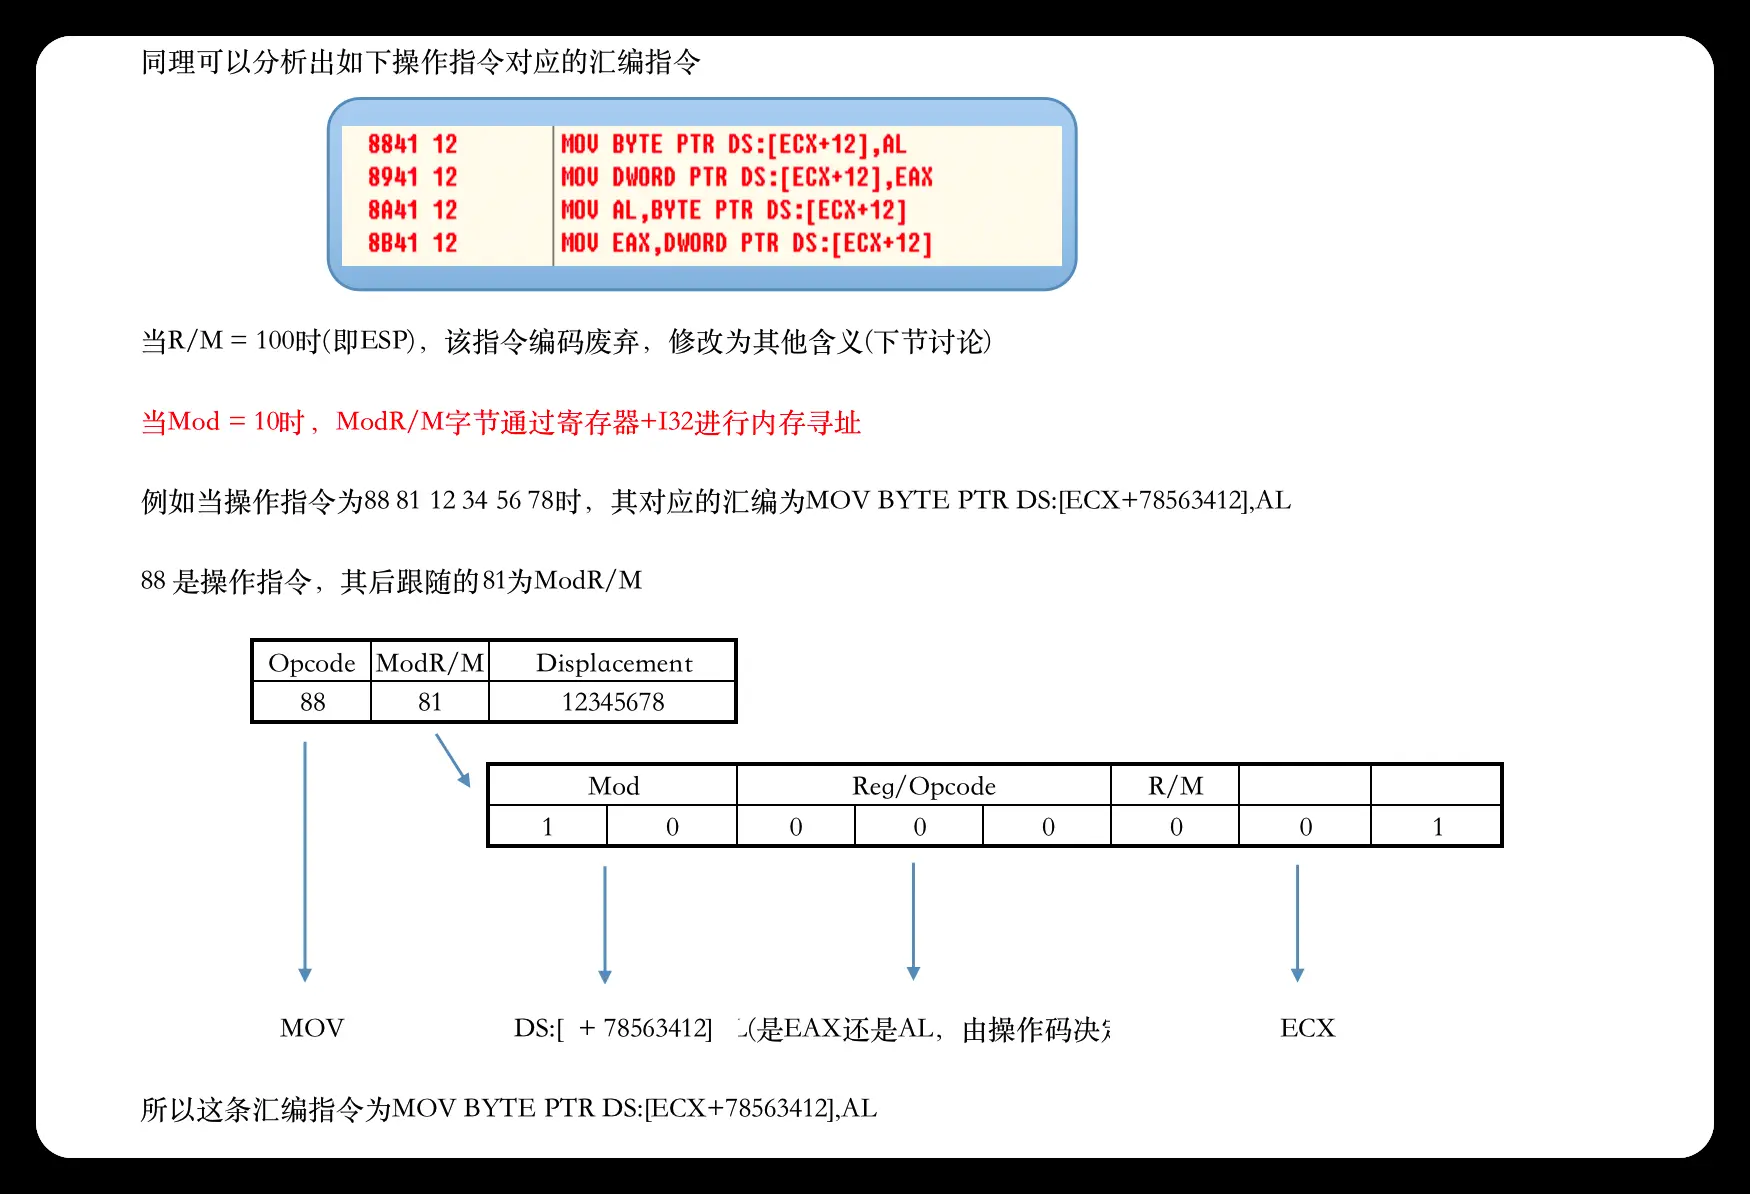 同理可以分析出如下操作指令对应的汇编指令
8841 12 MOV BYTE PTR DS:[ECX+12],AL
8941 12 MOV DWORD PTR DS:[ECX+12],EAX
8A41 12 MOV AL,BYTE PTR DS:[ECX+12]
8B41 12 MOV EAX,DWORD PTR DS:[ECX+12]
当R/M = 100时(即ESP)，该指令编码废弃，修改为其他含义(下节讨论)
当Mod = 10时，ModR/M字节通过寄存器+I32进行内存寻址
例如当操作指令为88 81 12 34 56 78时，其对应的汇编为MOV BYTE PTR DS:[ECX+78563412],AL
88 是操作指令，其后跟随的81为ModR/M
Opcode ModR/M Displacement
88 81 12345678
Mod Reg/Opcode R/M
1 0 0 0 0 0 0 1
MOV DS:[ + 78563412] (是EAX还是AL，由操作码决 ECX
所以这条汇编指令为MOV BYTE PTR DS:[ECX+78563412],AL